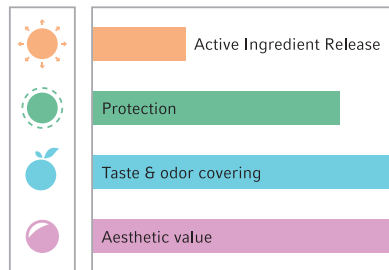 Active Ingredient Release
Protection
Taste & odor covering
Aesthetic value